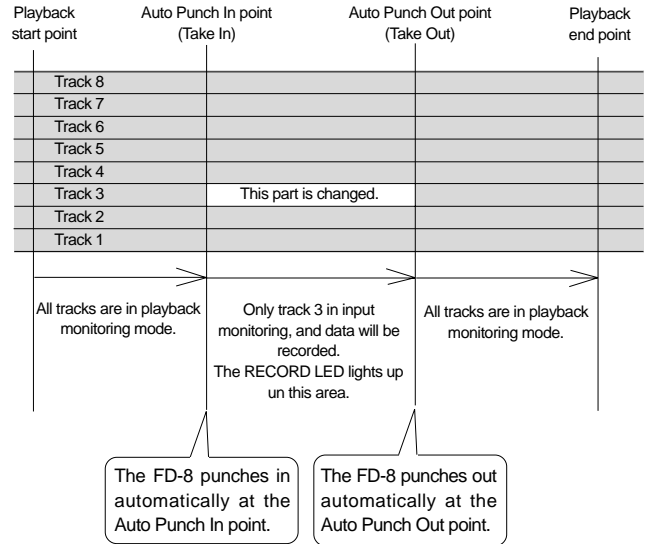 Playback
start point
Auto Punch In point
(Take In)
Auto Punch Out point
(Take Out)
Playback
end point
Track 8
Track 7
Track 6
Track 5
Track 4
Track 3
This part is changed.
Track 2
Track 1
All tracks are in playback
monitoring mode.
Only track 3 in input
monitoring, and data will be
recorded.
The RECORD LED lights up
un this area.
All tracks are in playback
monitoring mode.
The FD-8 punches in
automatically at the
Auto Punch In point.
The FD-8 punches out
automatically at the
Auto Punch Out point.